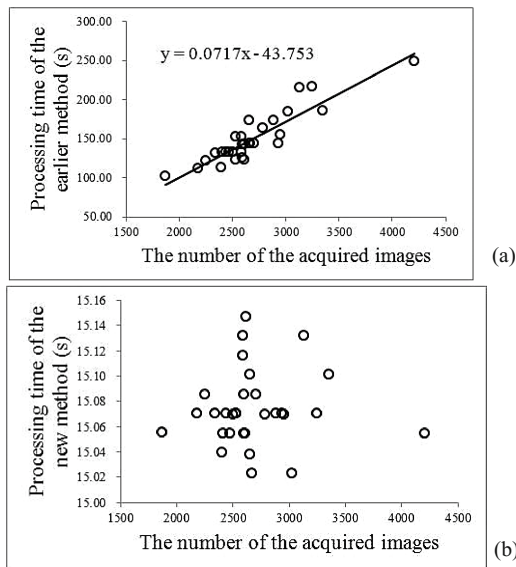 Processing time of the
earlier method (s)
300.00
250.00
200.00
150.00
100.00
50.00
y = 0.0717x - 43.753
1500 2000 2500 3000 3500 4000 4500
The number of the acquired images
(a)
Processing time of the
new method (s)
15.16
15.14
15.12
15.10
15.08
15.06
15.04
15.02
15.00
1500 2000 2500 3000 3500 4000 4500
The number of the acquired images
(b)